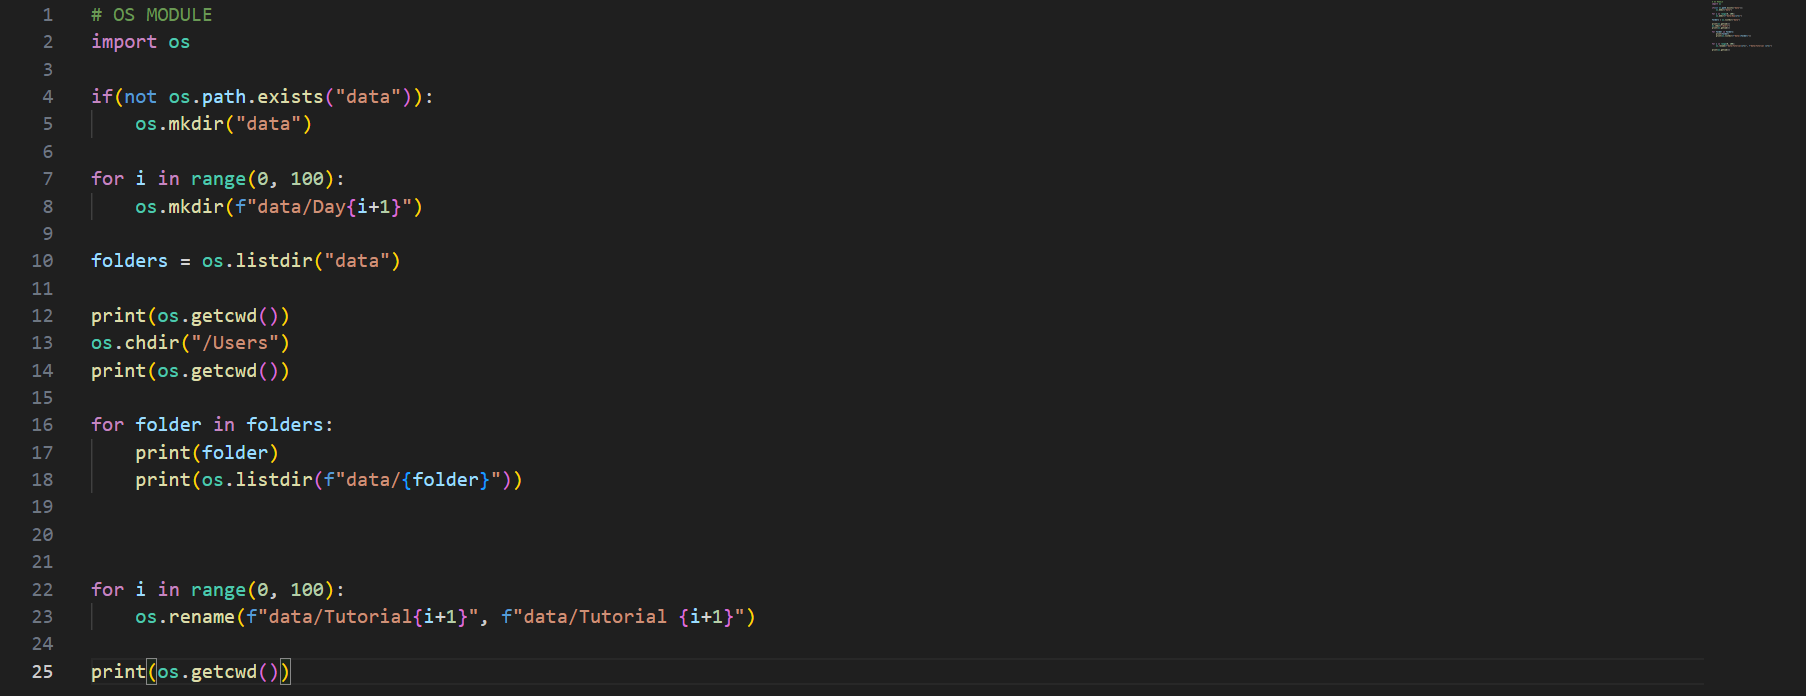 1 # OS MODULE
2 import os
3
4 if(not os.path.exists("data")):
5     os.mkdir("data")
6
7 for i in range(0, 100):
8     os.mkdir(f"data/Day{i+1}")
9
10 folders = os.listdir("data")
11
12 print(os.getcwd())
13 os.chdir("/Users")
14 print(os.getcwd())
15
16 for folder in folders:
17     print(folder)
18     print(os.listdir(f"data/{folder}"))
19
20
21
22 for i in range(0, 100):
23     os.rename(f"data/Tutorial{i+1}", f"data/Tutorial {i+1}")
24
25 print(os.getcwd())